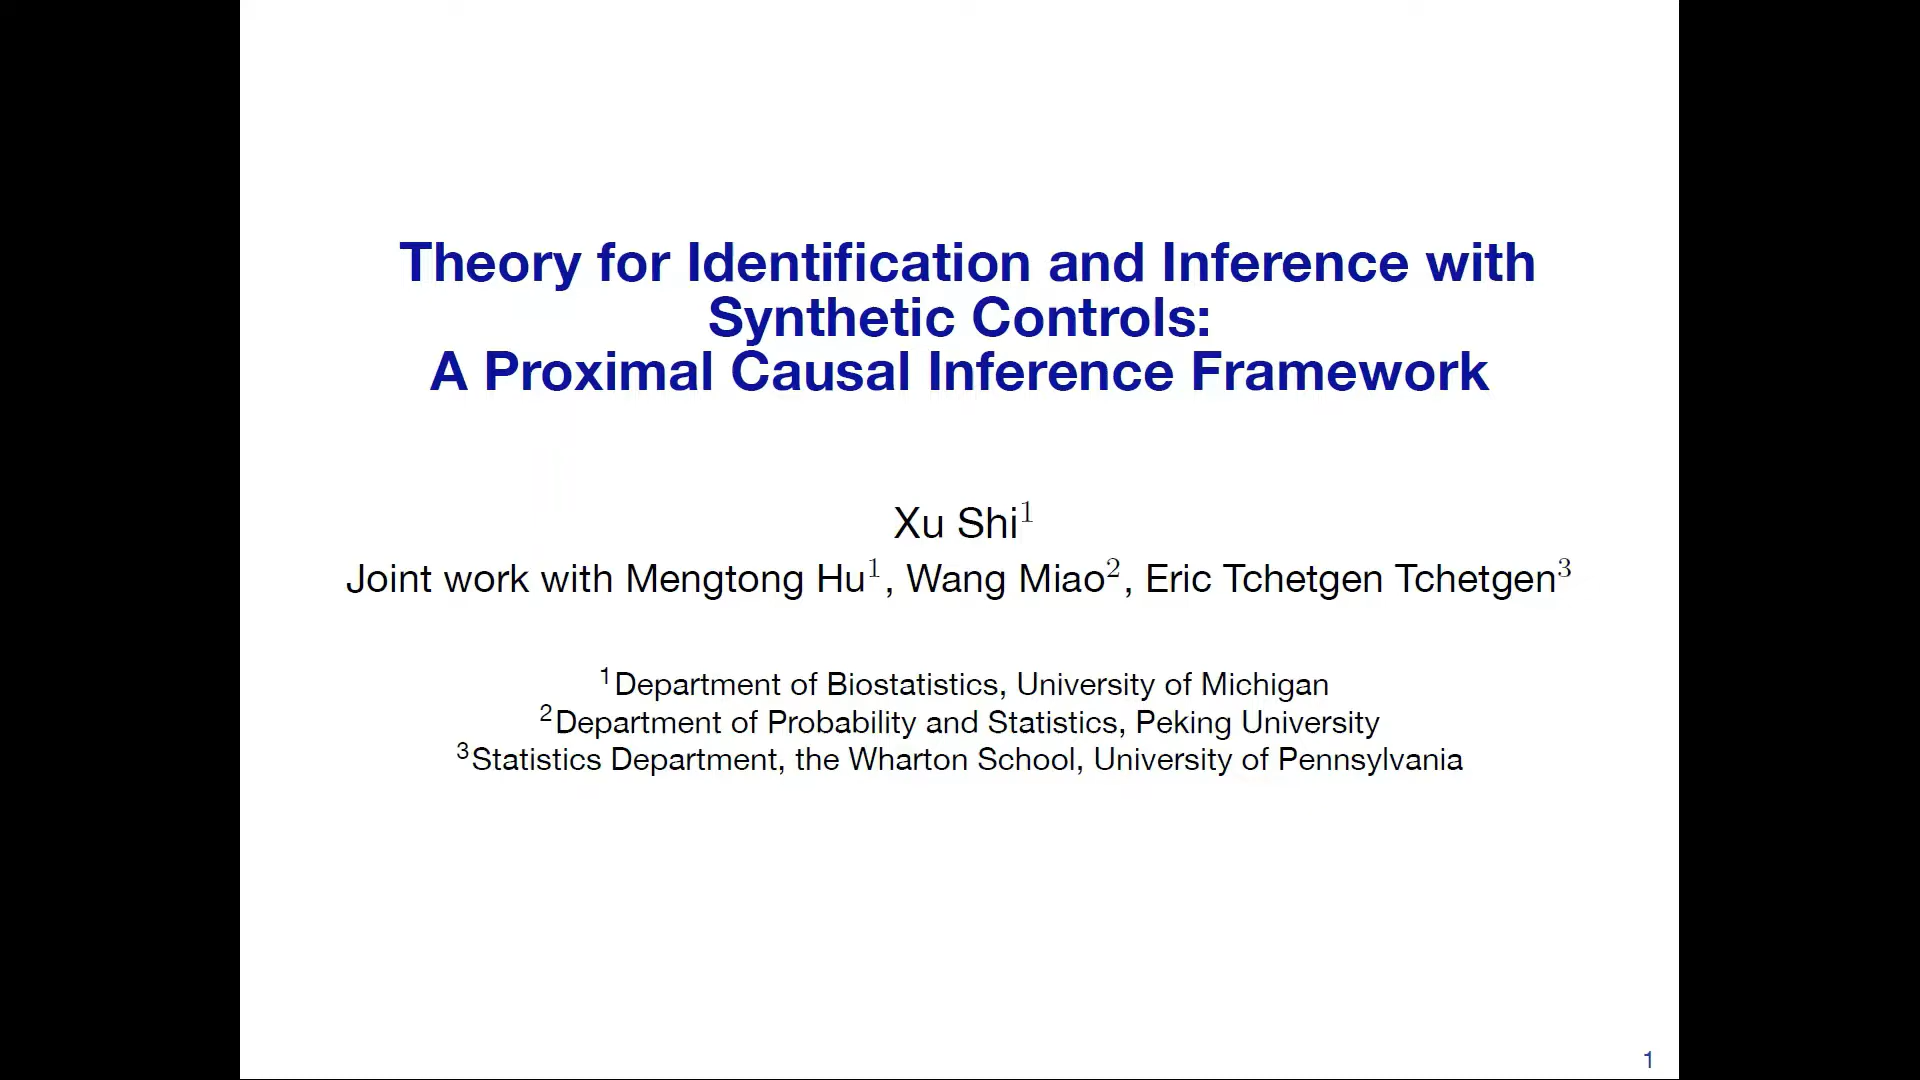 Theory for Identification and Inference with
Synthetic Controls:
A Proximal Causal Inference Framework
Xu Shi¹
Joint work with Mengtong Hu¹, Wang Miao², Eric Tchetgen Tchetgen³
¹Department of Biostatistics, University of Michigan
²Department of Probability and Statistics, Peking University
³Statistics Department, the Wharton School, University of Pennsylvania
1